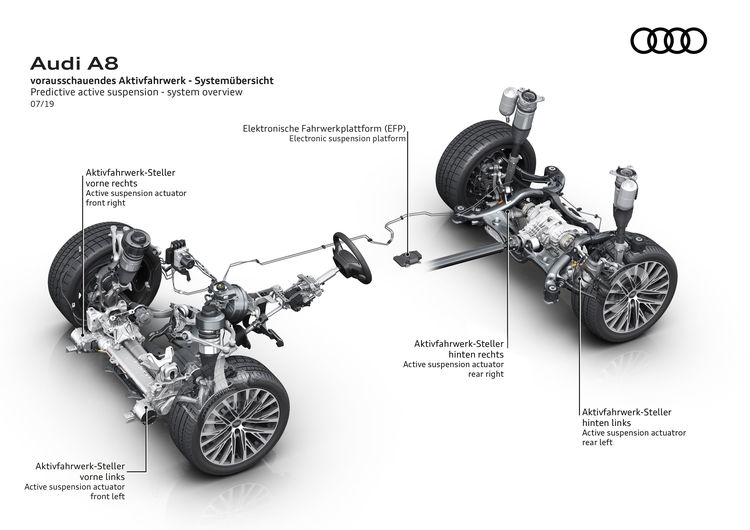 Audi A8
vorausschauendes Aktivfahrwerk - Systemübersicht
Predictive active suspension - system overview
07/19
Elektronische Fahrwerkplattform (EFP)
Electronic suspension platform
Aktivfahrwerk-Steller
vorne rechts
Active suspension actuator
front right
Aktivfahrwerk-Steller
hinten rechts
Active suspension actuator
rear right
Aktivfahrwerk-Steller
hinten links
Active suspension actuatror
rear left
Aktivfahrwerk-Steller
vorne links
Active suspension actuator
front left